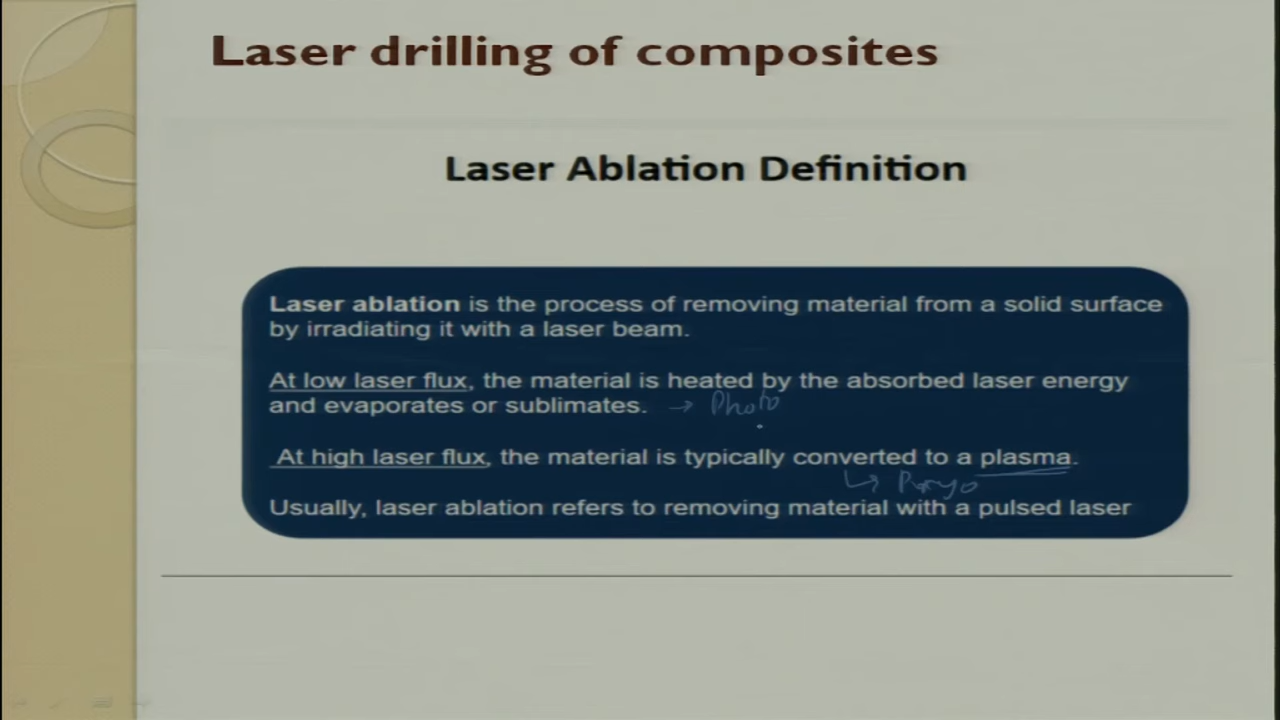 Laser drilling of composites
Laser Ablation Definition
Laser ablation is the process of removing material from a solid surface
by irradiating it with a laser beam.
At low laser flux, the material is heated by the absorbed laser energy
and evaporates or sublimates. → Photo
At high laser flux, the material is typically converted to a plasma.
Usually, laser ablation refers to removing material with a pulsed laser